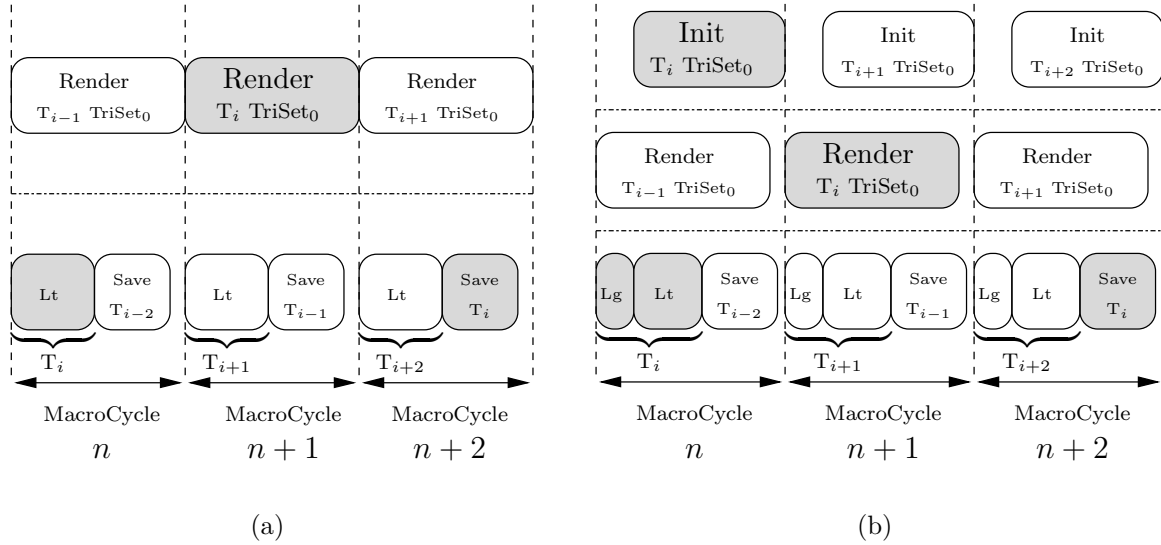 Render Render Render
T_{i−1} TriSet_0 T_i TriSet_0 T_{i+1} TriSet_0
Lt Save Lt Save Lt Save
T_{i−2} T_{i−1} T_i
T_i T_{i+1} T_{i+2}
MacroCycle MacroCycle MacroCycle
n n + 1 n + 2
(a)
Init Init Init
T_i TriSet_0 T_{i+1} TriSet_0 T_{i+2} TriSet_0
Render Render Render
T_{i−1} TriSet_0 T_i TriSet_0 T_{i+1} TriSet_0
Lg Lt Save Lg Lt Save Lg Lt Save
T_{i−2} T_{i−1} T_i
T_i T_{i+1} T_{i+2}
MacroCycle MacroCycle MacroCycle
n n + 1 n + 2
(b)